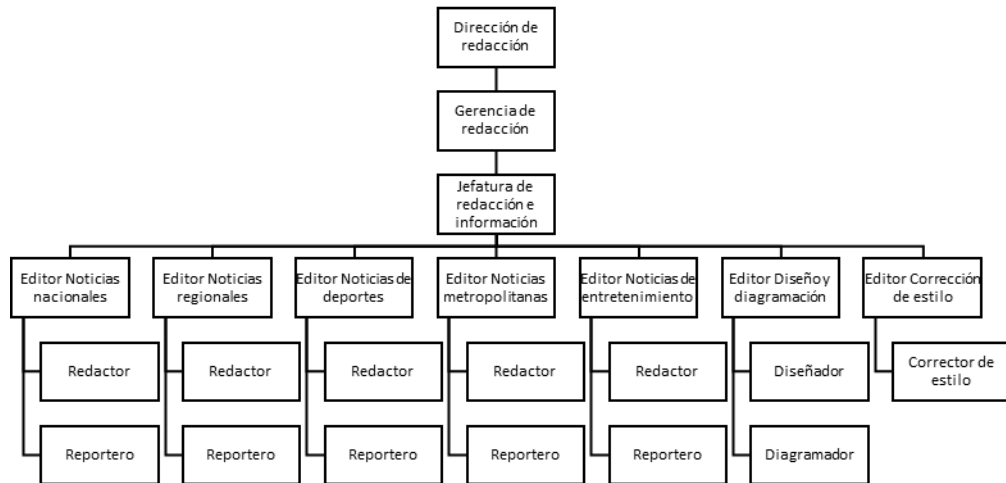 Dirección de
redacción
Gerencia de
redacción
Jefatura de
redacción e
información
Editor Noticias
nacionales
Editor Noticias
regionales
Editor Noticias de
deportes
Editor Noticias
metropolitanas
Editor Noticias de
entretenimiento
Editor Diseño y
diagramación
Editor Corrección
de estilo
Redactor
Redactor
Redactor
Redactor
Redactor
Diseñador
Corrector de
estilo
Reportero
Reportero
Reportero
Reportero
Reportero
Diagramador